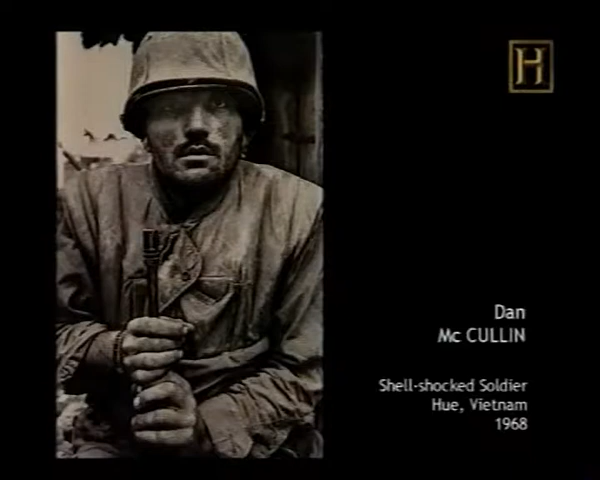 H
Dan
Mc CULLIN
Shell-shocked Soldier
Hue, Vietnam
1968